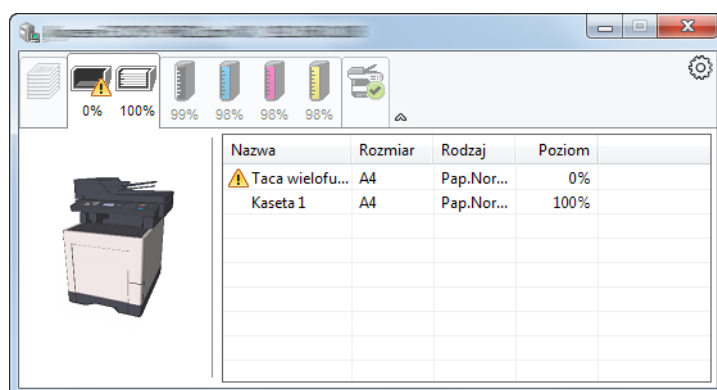 0% 100% 99% 98% 98% 98%
Nazwa Rozmiar Rodzaj Poziom
Taca wielofu... A4 Pap.Nor... 0%
Kaseta 1 A4 Pap.Nor... 100%